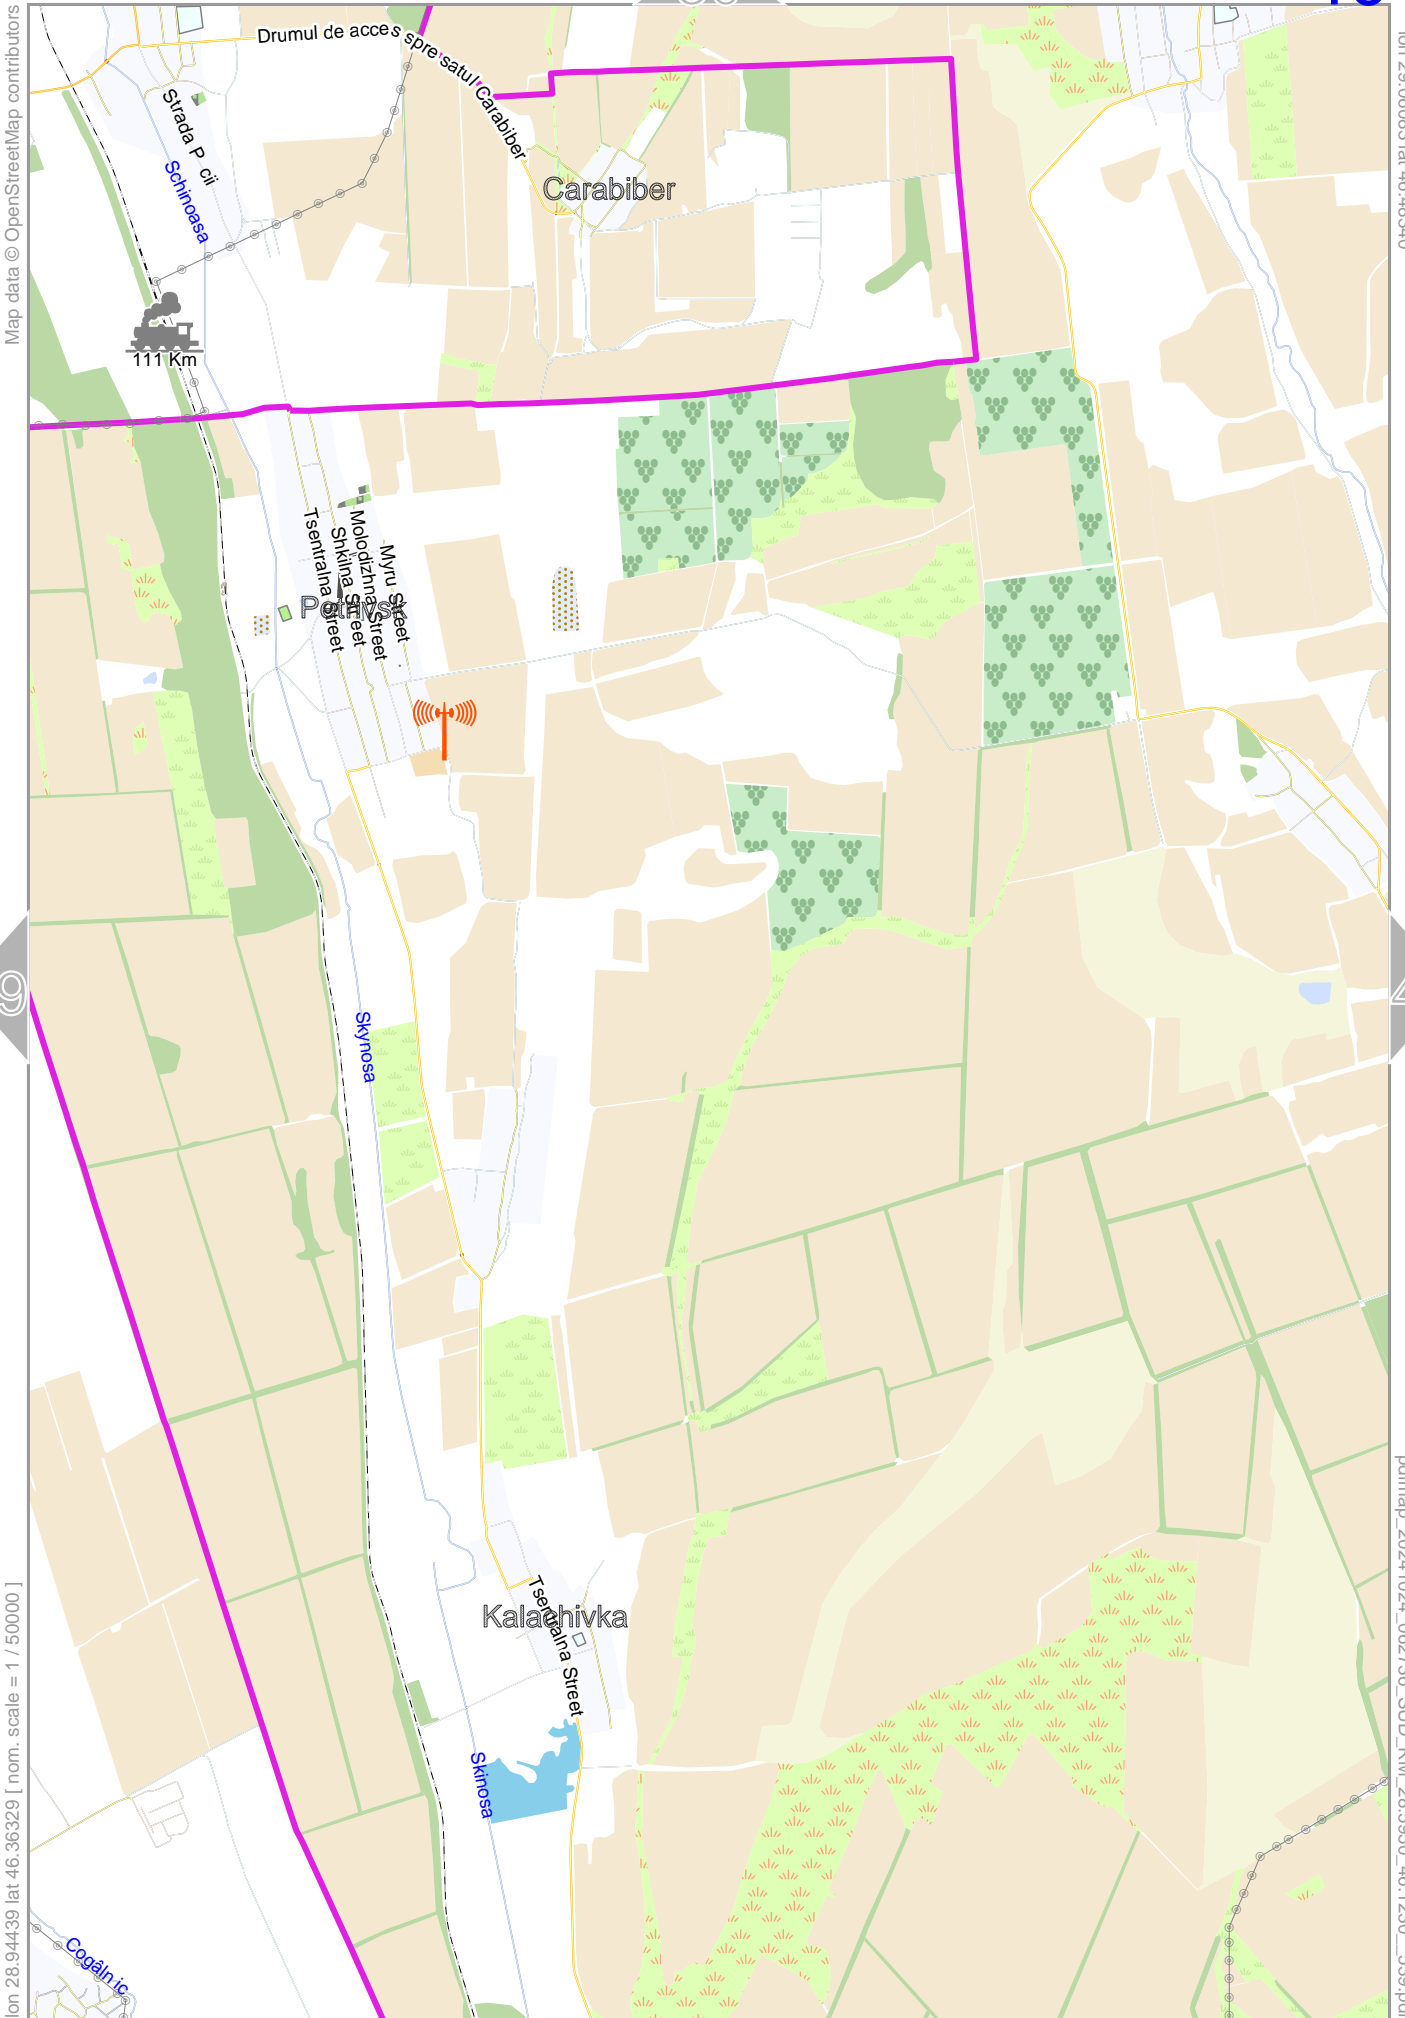 Map data © OpenStreetMap contributors
Drumul de acces spre satul Carabiber
Strada P cii
Schinoasa
Carabiber
111 Km
Tsentralna Street
Shkilna Street
Molodizhna Street
Myru Street
9
Skynosa
Kalachivka
Tsentralna Street
Skinosa
Cogâlnic
lon 28.94439 lat 46.36329 [ nom. scale = 1 / 50000 ]